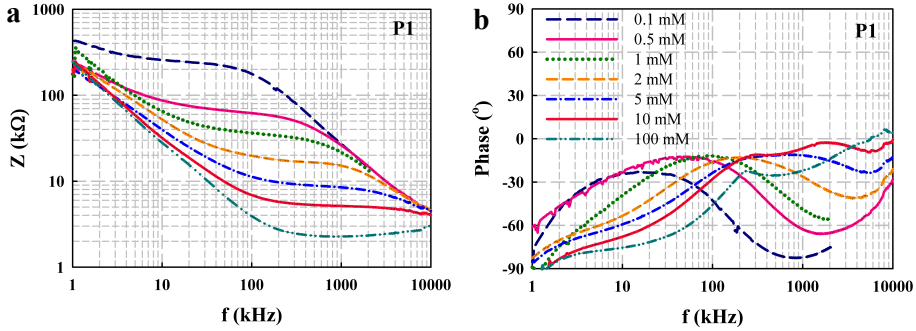 a
P1
1000
100
10
1
Z (kΩ)
1 10 100 1000 10000
f (kHz)
b
P1
0.1 mM
0.5 mM
1 mM
2 mM
5 mM
10 mM
100 mM
90
60
30
0
-30
-60
-90
Phase (°)
1 10 100 1000 10000
f (kHz)